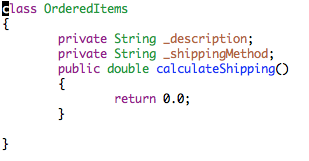 class OrderedItems
{
        private String _description;
        private String _shippingMethod;
        public double calculateShipping()
        {
                return 0.0;
        }
}